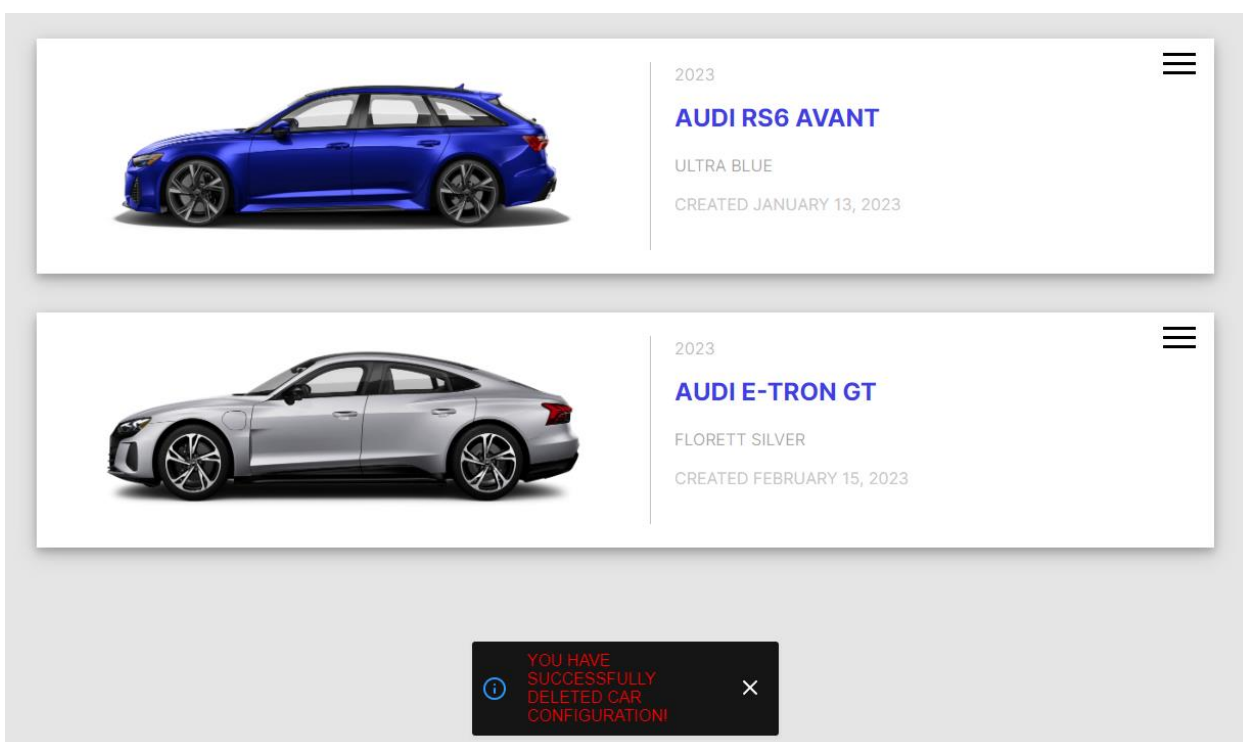 2023
AUDI RS6 AVANT
ULTRA BLUE
CREATED JANUARY 13, 2023
2023
AUDI E-TRON GT
FLORETT SILVER
CREATED FEBRUARY 15, 2023
YOU HAVE
SUCCESSFULLY
DELETED CAR
CONFIGURATION!